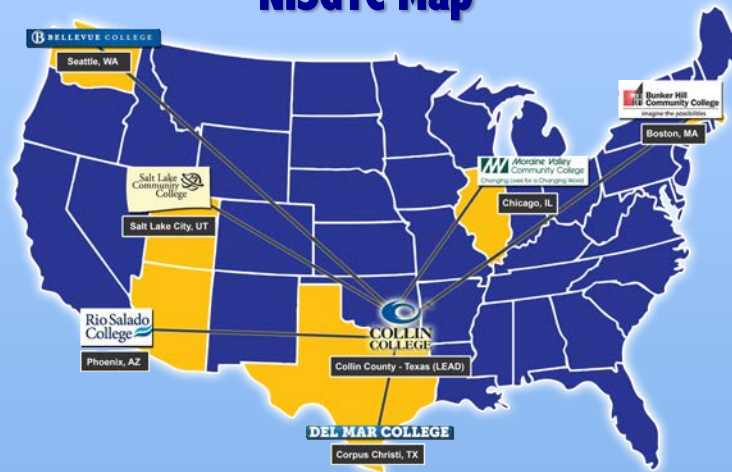 NISGTC Map
BELLEVUE COLLEGE
Seattle, WA
Bunker Hill
Community College
imagine the possibilities
Boston, MA
Moraine Valley
Community College
Changing Lives for a Changing World
Chicago, IL
Salt Lake
Community
College
Salt Lake City, UT
Rio Salado
College
Phoenix, AZ
COLLIN
COLLEGE
Collin County - Texas (LEAD)
DEL MAR COLLEGE
Corpus Christi, TX